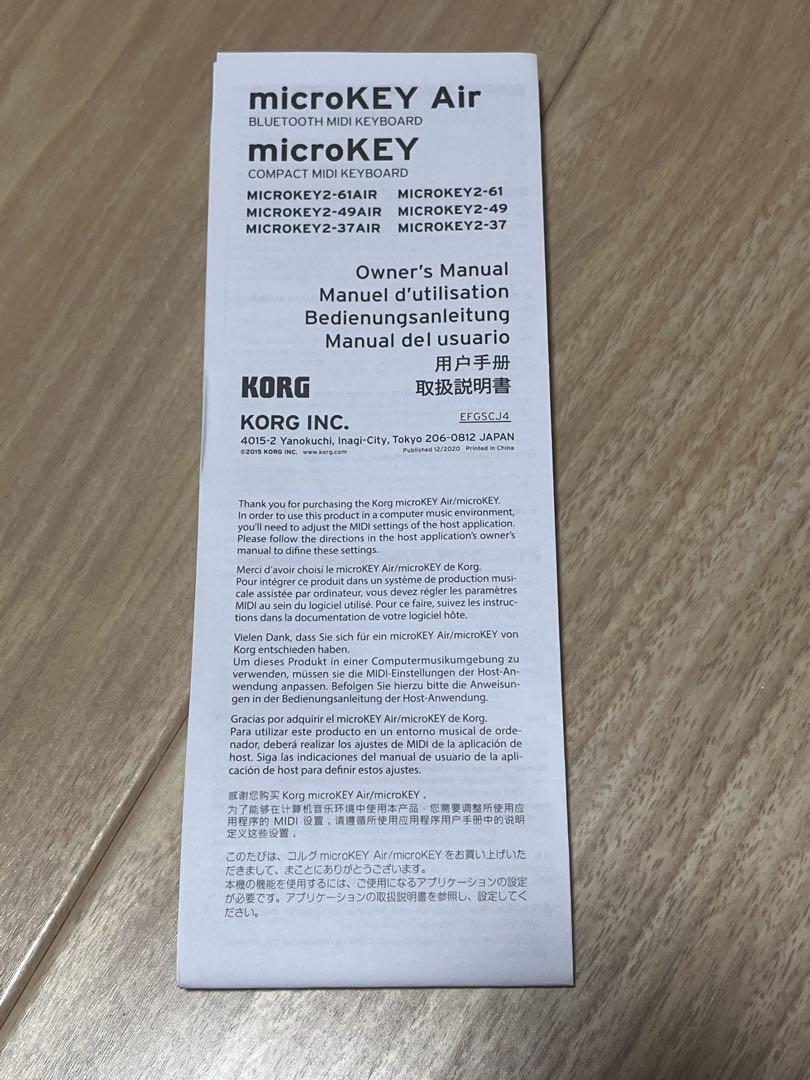 microKEY Air
BLUETOOTH MIDI KEYBOARD
microKEY
COMPACT MIDI KEYBOARD
MICROKEY2-61AIR MICROKEY2-61
MICROKEY2-49AIR MICROKEY2-49
MICROKEY2-37AIR MICROKEY2-37
Owner's Manual
Manuel d'utilisation
Bedienungsanleitung
Manual del usuario
用户手册
取扱説明書
KORG
EFGSCJ4
KORG INC.
4015-2 Yanokuchi, Inagi-City, Tokyo 206-0812 JAPAN
©2015 KORG INC. www.korg.com Published 12/2020 Printed in China
Thank you for purchasing the Korg microKEY Air/microKEY.
In order to use this product in a computer music environment,
you'll need to adjust the MIDI settings of the host application.
Please follow the directions in the host application's owner's
manual to difine these settings.
Merci d'avoir choisi le microKEY Air/microKEY de Korg.
Pour intégrer ce produit dans un système de production musi-
cale assistée par ordinateur, vous devez régler les paramètres
MIDI au sein du logiciel utilisé. Pour ce faire, suivez les instruc-
tions dans la documentation de votre logiciel hôte.
Vielen Dank, dass Sie sich für ein microKEY Air/microKEY von
Korg entschieden haben.
Um dieses Produkt in einer Computermusikumgebung zu
verwenden, müssen sie die MIDI-Einstellungen der Host-An-
wendung anpassen. Befolgen Sie hierzu bitte die Anweisun-
gen in der Bedienungsanleitung der Host-Anwendung.
Gracias por adquirir el microKEY Air/microKEY de Korg.
Para utilizar este producto en un entorno musical de orde-
nador, deberá realizar los ajustes de MIDI de la aplicación de
host. Siga las indicaciones del manual de usuario de la apli-
cación de host para definir estos ajustes.
感谢您购买 Korg microKEY Air/microKEY。
为了能够在计算机音乐环境中使用本产品，您需要调整所使用应
用程序的 MIDI 设置。请遵循所使用应用程序用户手册中的说明
定义这些设置。
このたびは、コルグ microKEY Air/microKEY をお買い上げいた
だきまして、まことにありがとうございます。
本機の機能を使用するには、ご使用になるアプリケーションの設定
が必要です。アプリケーションの取扱説明書を参照し、設定してく
ださい。